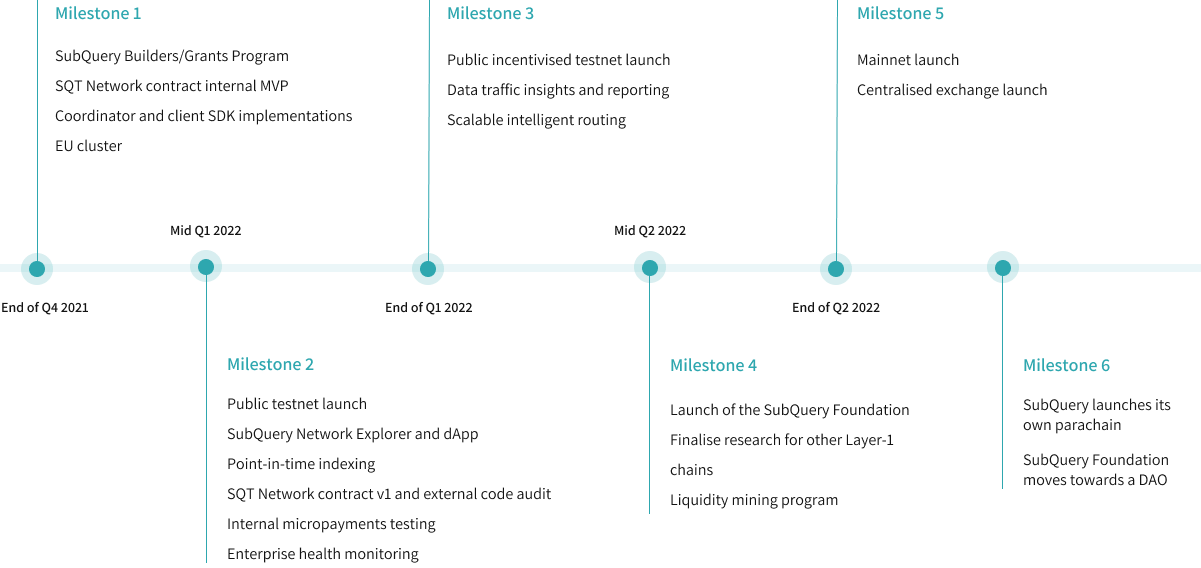 Milestone 1
SubQuery Builders/Grants Program
SQT Network contract internal MVP
Coordinator and client SDK implementations
EU cluster
Milestone 3
Public incentivised testnet launch
Data traffic insights and reporting
Scalable intelligent routing
Milestone 5
Mainnet launch
Centralised exchange launch
Mid Q1 2022
Mid Q2 2022
End of Q4 2021
End of Q1 2022
End of Q2 2022
Milestone 2
Public testnet launch
SubQuery Network Explorer and dApp
Point-in-time indexing
SQT Network contract v1 and external code audit
Internal micropayments testing
Enterprise health monitoring
Milestone 4
Launch of the SubQuery Foundation
Finalise research for other Layer-1
chains
Liquidity mining program
Milestone 6
SubQuery launches its
own parachain
SubQuery Foundation
moves towards a DAO